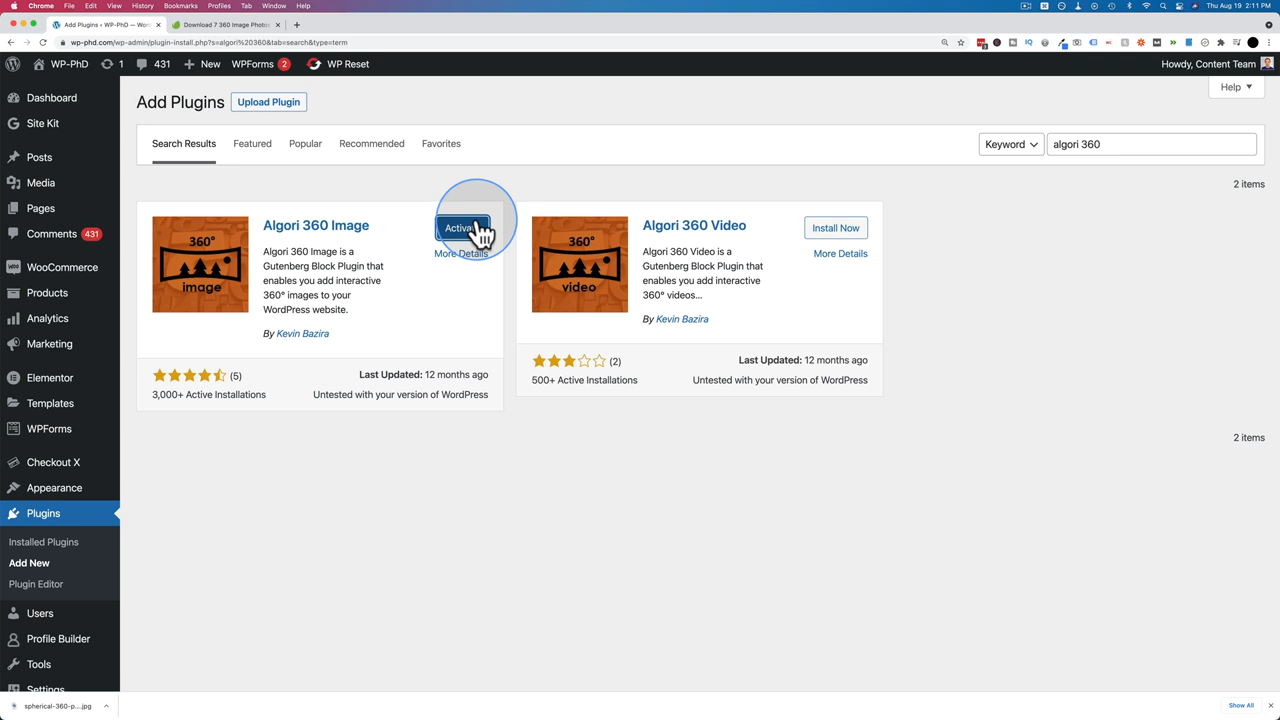 Chrome File Edit View History Bookmarks Profiles Tab Window Help Thu Aug 19 2:11 PM
Add Plugins ‹ WP-PhD — Wor
Download 7 360 Image Photos
wp-phd.com/wp-admin/plugin-install.php?s=algori%20360&tab=search&type=term
WP-PhD 1 431 New WPForms 2 WP Reset Howdy, Content Team
Dashboard
Site Kit
Posts
Media
Pages
Comments 431
WooCommerce
Products
Analytics
Marketing
Elementor
Templates
WPForms
Checkout X
Appearance
Plugins
Installed Plugins
Add New
Plugin Editor
Users
Profile Builder
Tools
Settings
Add Plugins Upload Plugin
Help
Search Results Featured Popular Recommended Favorites Keyword algori 360
2 items
360°
image
Algori 360 Image
Activa
More Details
Algori 360 Image is a
Gutenberg Block Plugin that
enables you add interactive
360° images to your
WordPress website.
By Kevin Bazira
(5)
3,000+ Active Installations
Last Updated: 12 months ago
Untested with your version of WordPress
360°
video
Algori 360 Video
Install Now
More Details
Algori 360 Video is a
Gutenberg Block Plugin that
enables you add interactive
360° videos...
By Kevin Bazira
(2)
500+ Active Installations
Last Updated: 12 months ago
Untested with your version of WordPress
2 items
spherical-360-p....jpg
Show All